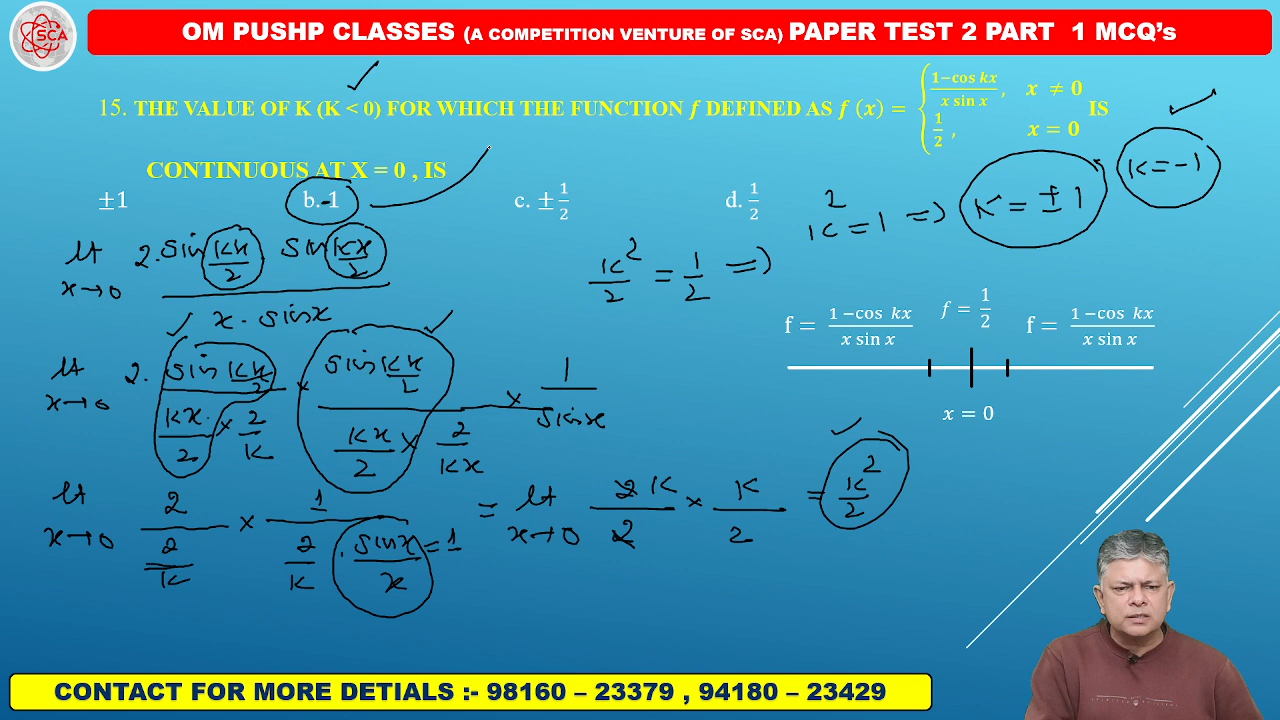 SCA
OM PUSHP CLASSES (A COMPETITION VENTURE OF SCA) PAPER TEST 2 PART 1 MCQ's
15. THE VALUE OF K (K < 0) FOR WHICH THE FUNCTION f DEFINED AS f (x) = { (1−cos kx)/(x sin x), x ≠ 0; 1/2, x = 0 IS
CONTINUOUS AT X = 0 , IS
±1 b. -1 c. ± 1/2 d. 1/2
lt x→0 2. sin (kx/2) sin (kx/2) / x. sinx
k²/2 = 1/2 ⇒ k² = 1 ⇒ k = ±1 k = -1
lt x→0 2. sin (kx/2) / (kx/2 × 2/k) × sin (kx/2) / (kx/2 × 2/kx) × 1/sinx
lt x→0 2/(2/k) × 1/(2/k . sinx/x) = 1 = lt x→0 2k/2 × k/2 = k²/2
f = (1 −cos kx)/(x sin x) f = 1/2 f = (1 −cos kx)/(x sin x)
x = 0
CONTACT FOR MORE DETIALS :- 98160 – 23379 , 94180 – 23429